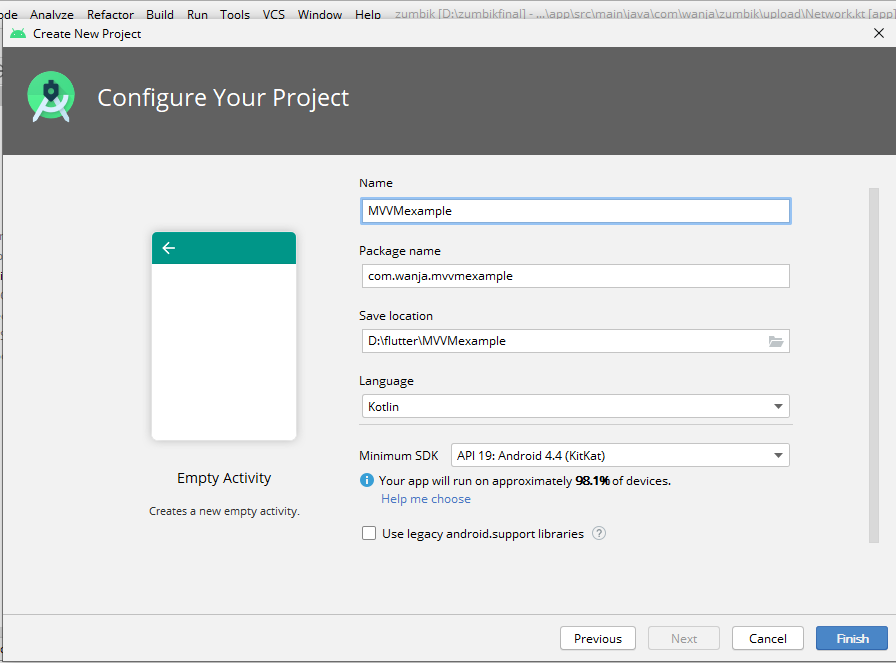 ode Analyze Refactor Build Run Tools VCS Window Help zumbik [D:\zumbikfinal] - ...\app\src\main\java\com\wanja\zumbik\upload\Network.kt [app]
Create New Project
Configure Your Project
Name
MVVMexample
Package name
com.wanja.mvvmexample
Save location
D:\flutter\MVVMexample
Language
Kotlin
Minimum SDK API 19: Android 4.4 (KitKat)
Your app will run on approximately 98.1% of devices.
Help me choose
Use legacy android.support libraries ?
Empty Activity
Creates a new empty activity.
Previous Next Cancel Finish